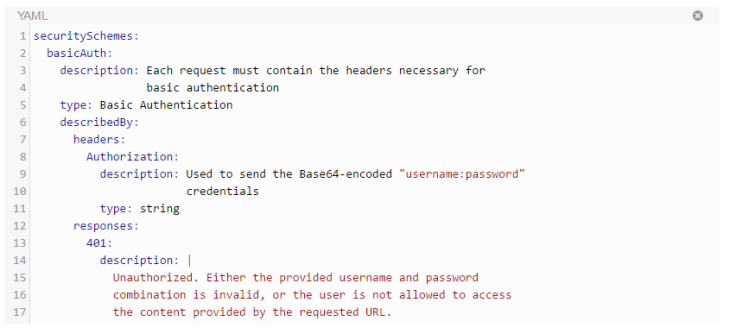 YAML
1 securitySchemes:
2   basicAuth:
3     description: Each request must contain the headers necessary for
4                  basic authentication
5     type: Basic Authentication
6     describedBy:
7       headers:
8         Authorization:
9           description: Used to send the Base64-encoded "username:password"
10                       credentials
11          type: string
12      responses:
13        401:
14          description: |
15            Unauthorized. Either the provided username and password
16            combination is invalid, or the user is not allowed to access
17            the content provided by the requested URL.